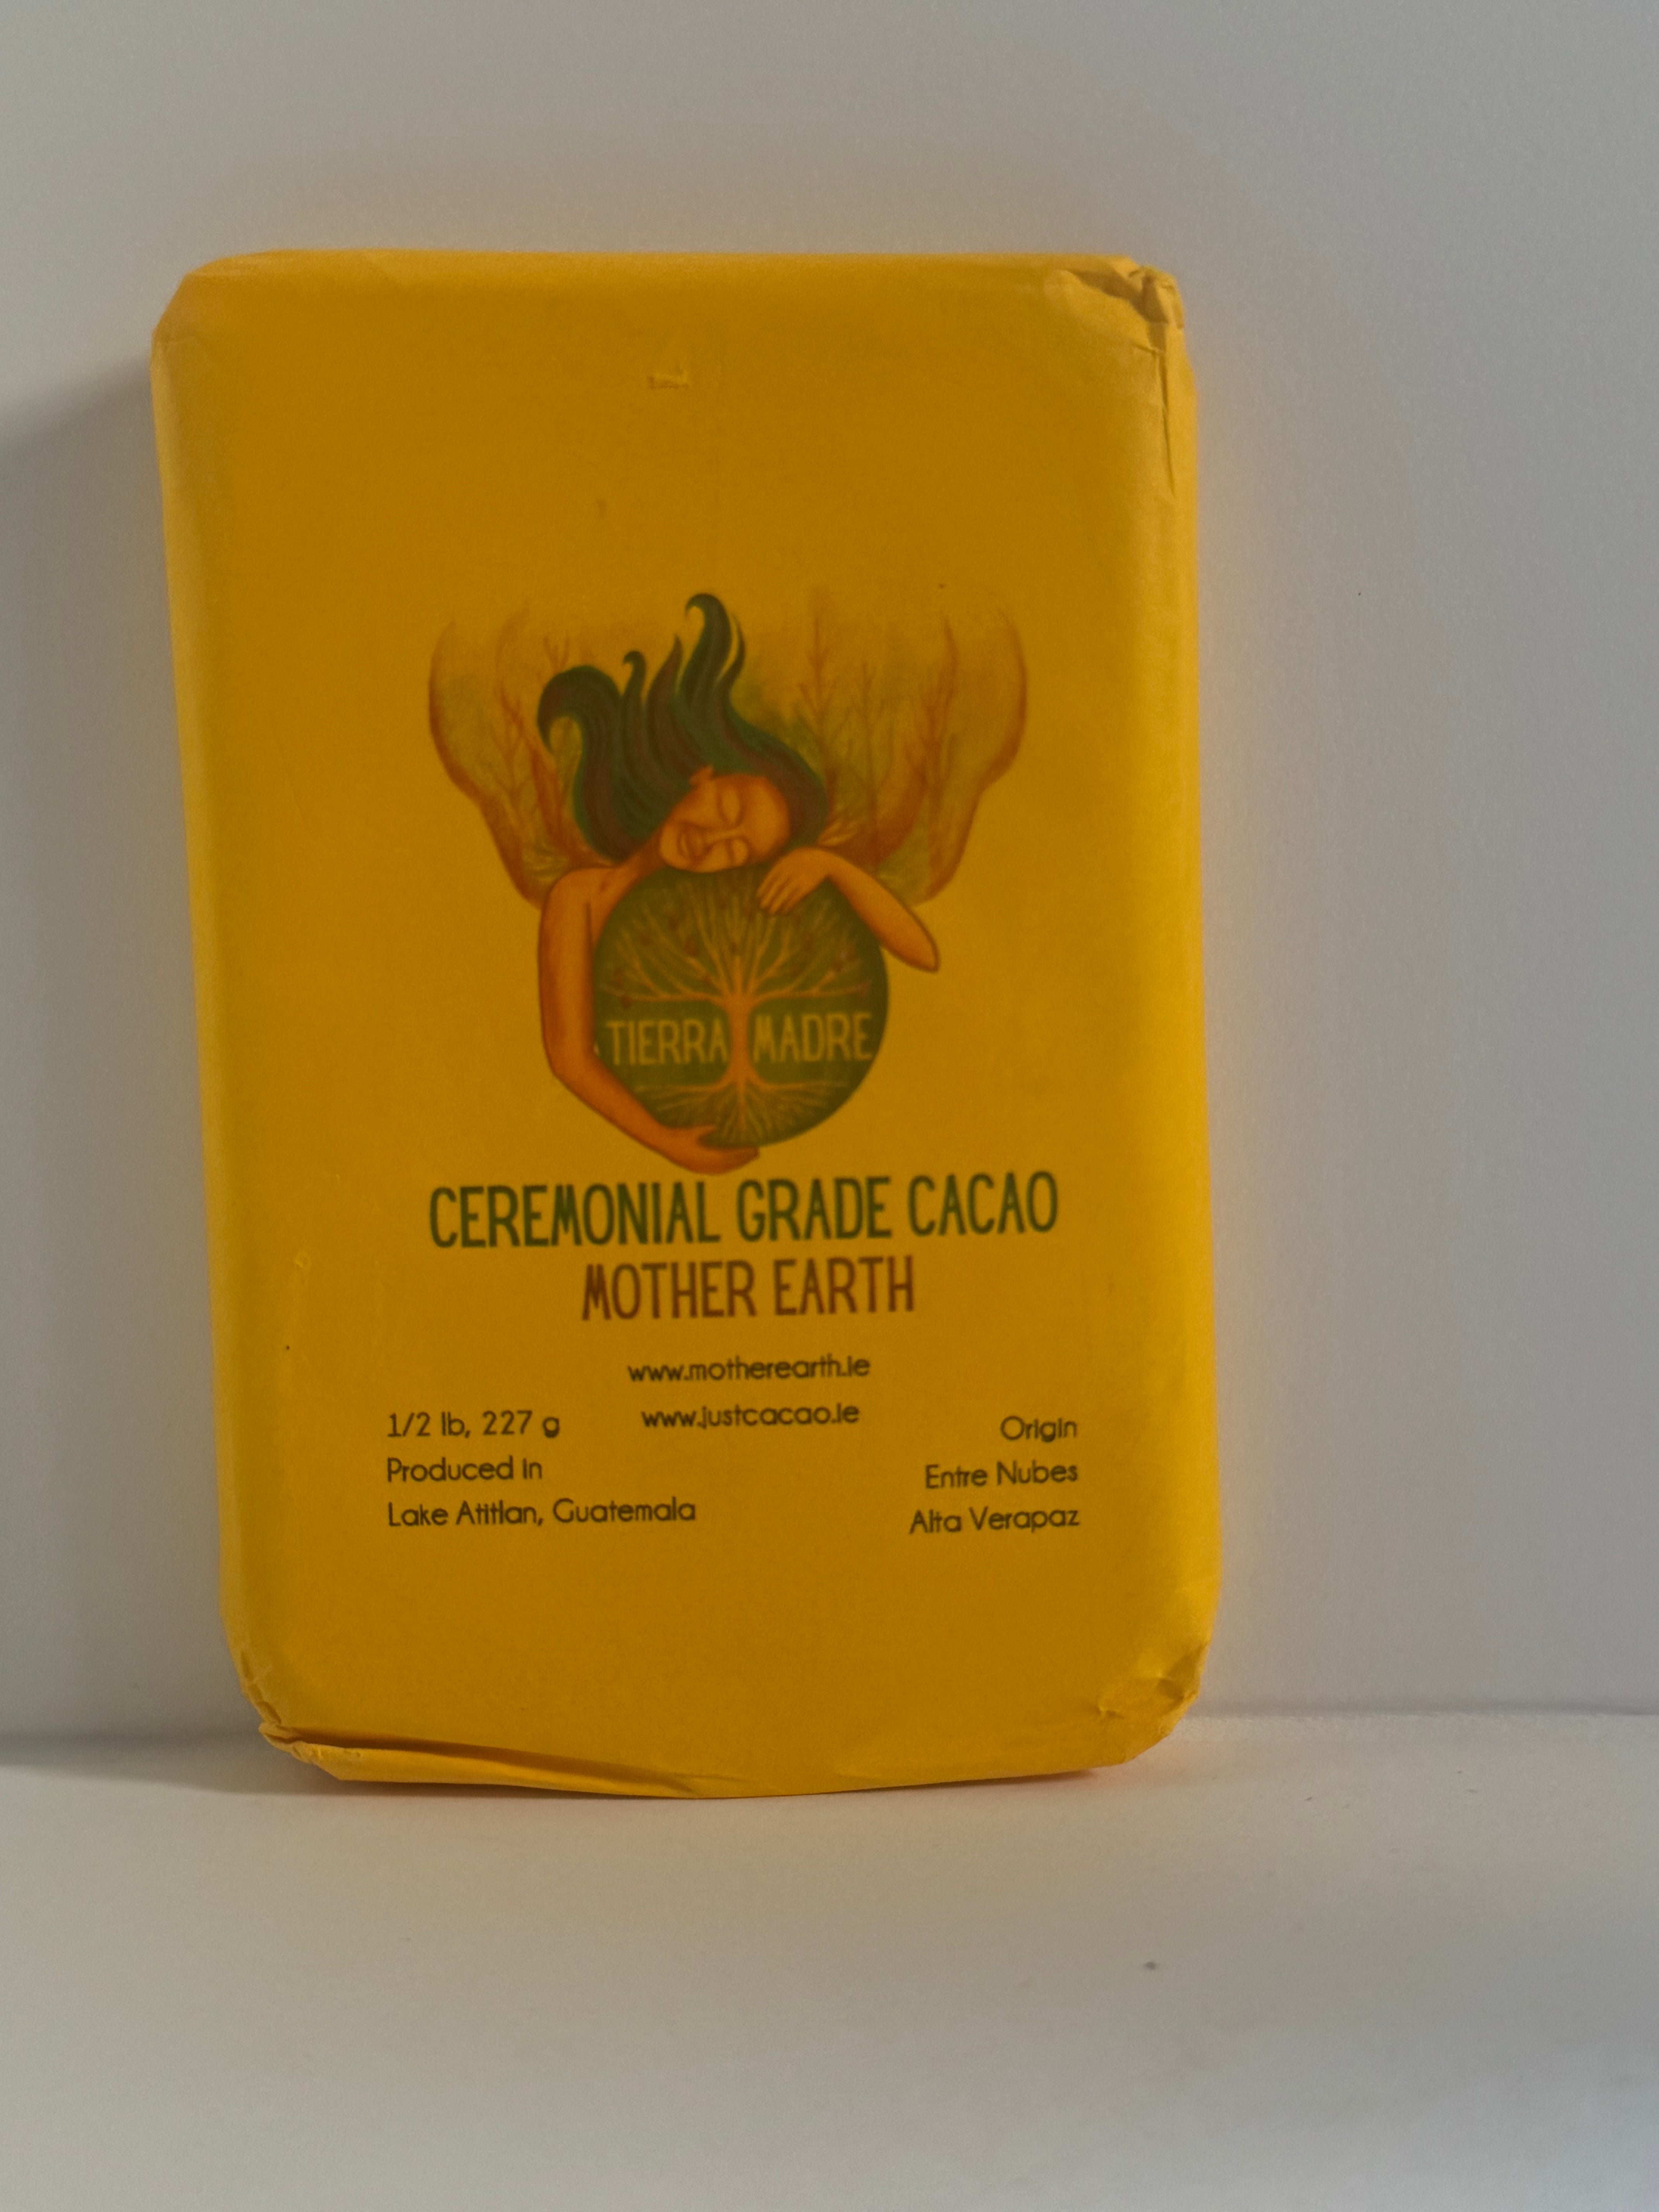 TIERRA MADRE
CEREMONIAL GRADE CACAO
MOTHER EARTH
www.motherearth.ie
www.justcacao.ie
1/2 lb, 227 g
Produced in
Lake Atitlan, Guatemala
Origin
Entre Nubes
Alta Verapaz